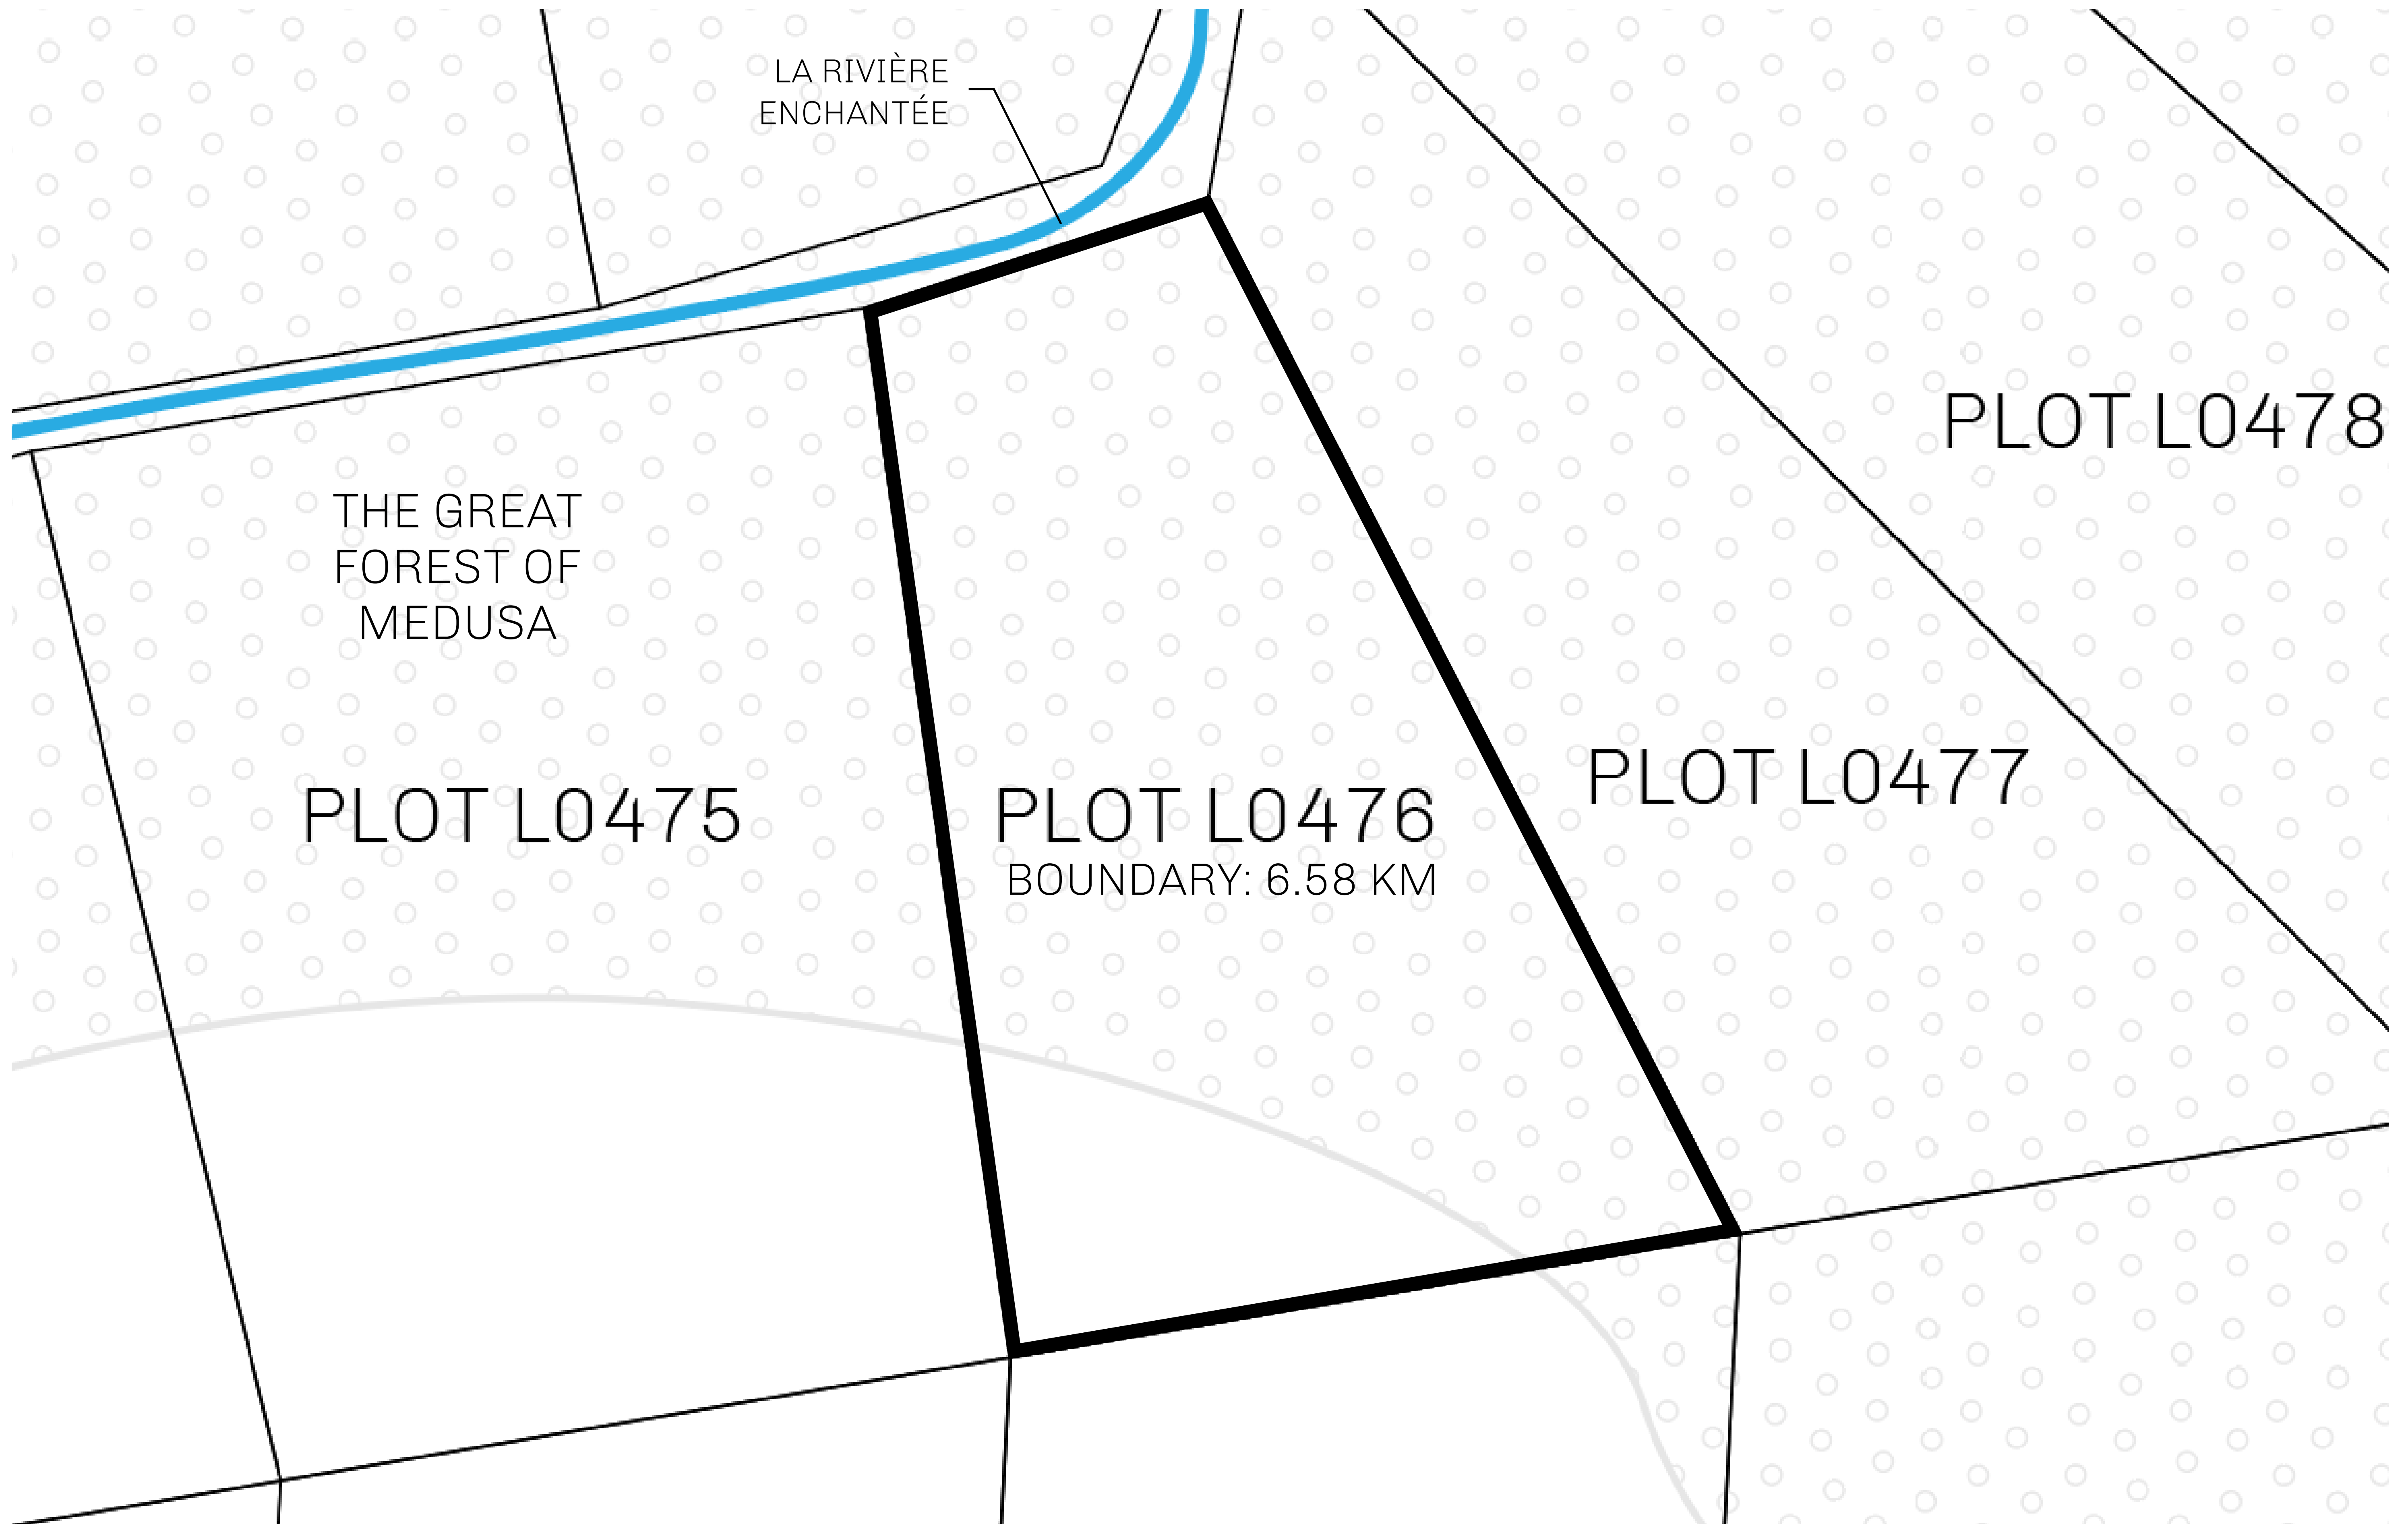 LA RIVIÈRE
ENCHANTÉE
PLOT L0478
THE GREAT
FOREST OF
MEDUSA
PLOT L0477
PLOT L0475
PLOT L0476
BOUNDARY: 6.58 KM